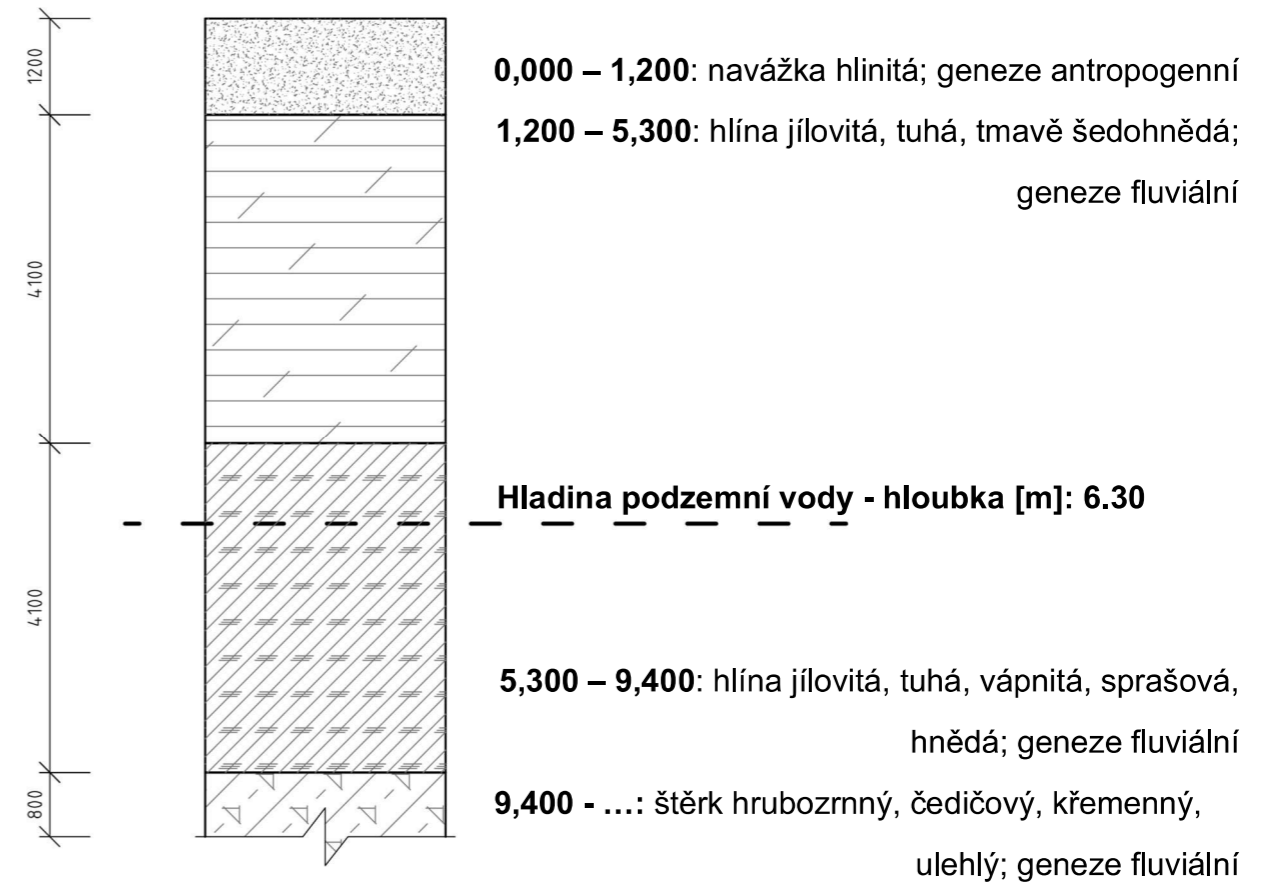 1200
0,000 – 1,200: navážka hlinitá; geneze antropogenní
1,200 – 5,300: hlína jílovitá, tuhá, tmavě šedohnědá;
geneze fluviální
4100
Hladina podzemní vody - hloubka [m]: 6.30
4100
5,300 – 9,400: hlína jílovitá, tuhá, vápnitá, sprašová,
hnědá; geneze fluviální
800
9,400 - ...: štěrk hrubozrnný, čedičový, křemenný,
ulehlý; geneze fluviální